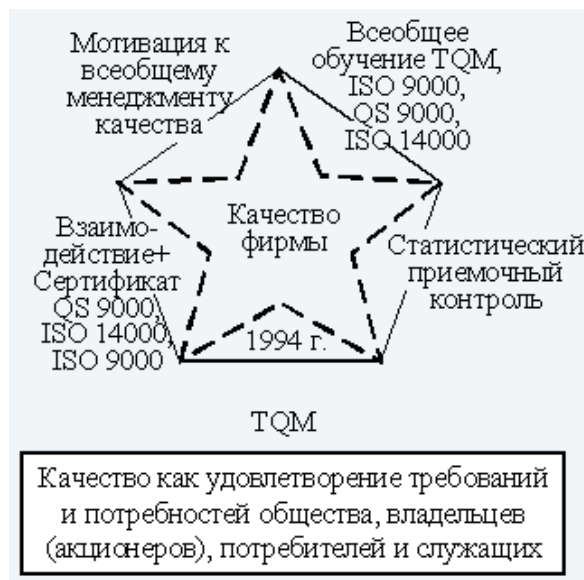 Мотивация к
всеобщему
менеджменту
качества
Всеобщее
обучение TQM,
ISO 9000,
QS 9000,
ISO 14000
Качество
фирмы
Взаимо-
действие+
Сертификат
QS 9000,
ISO 14000,
ISO 9000
Статистический
приемочный
контроль
1994 г.
TQM
Качество как удовлетворение требований
и потребностей общества, владельцев
(акционеров), потребителей и служащих